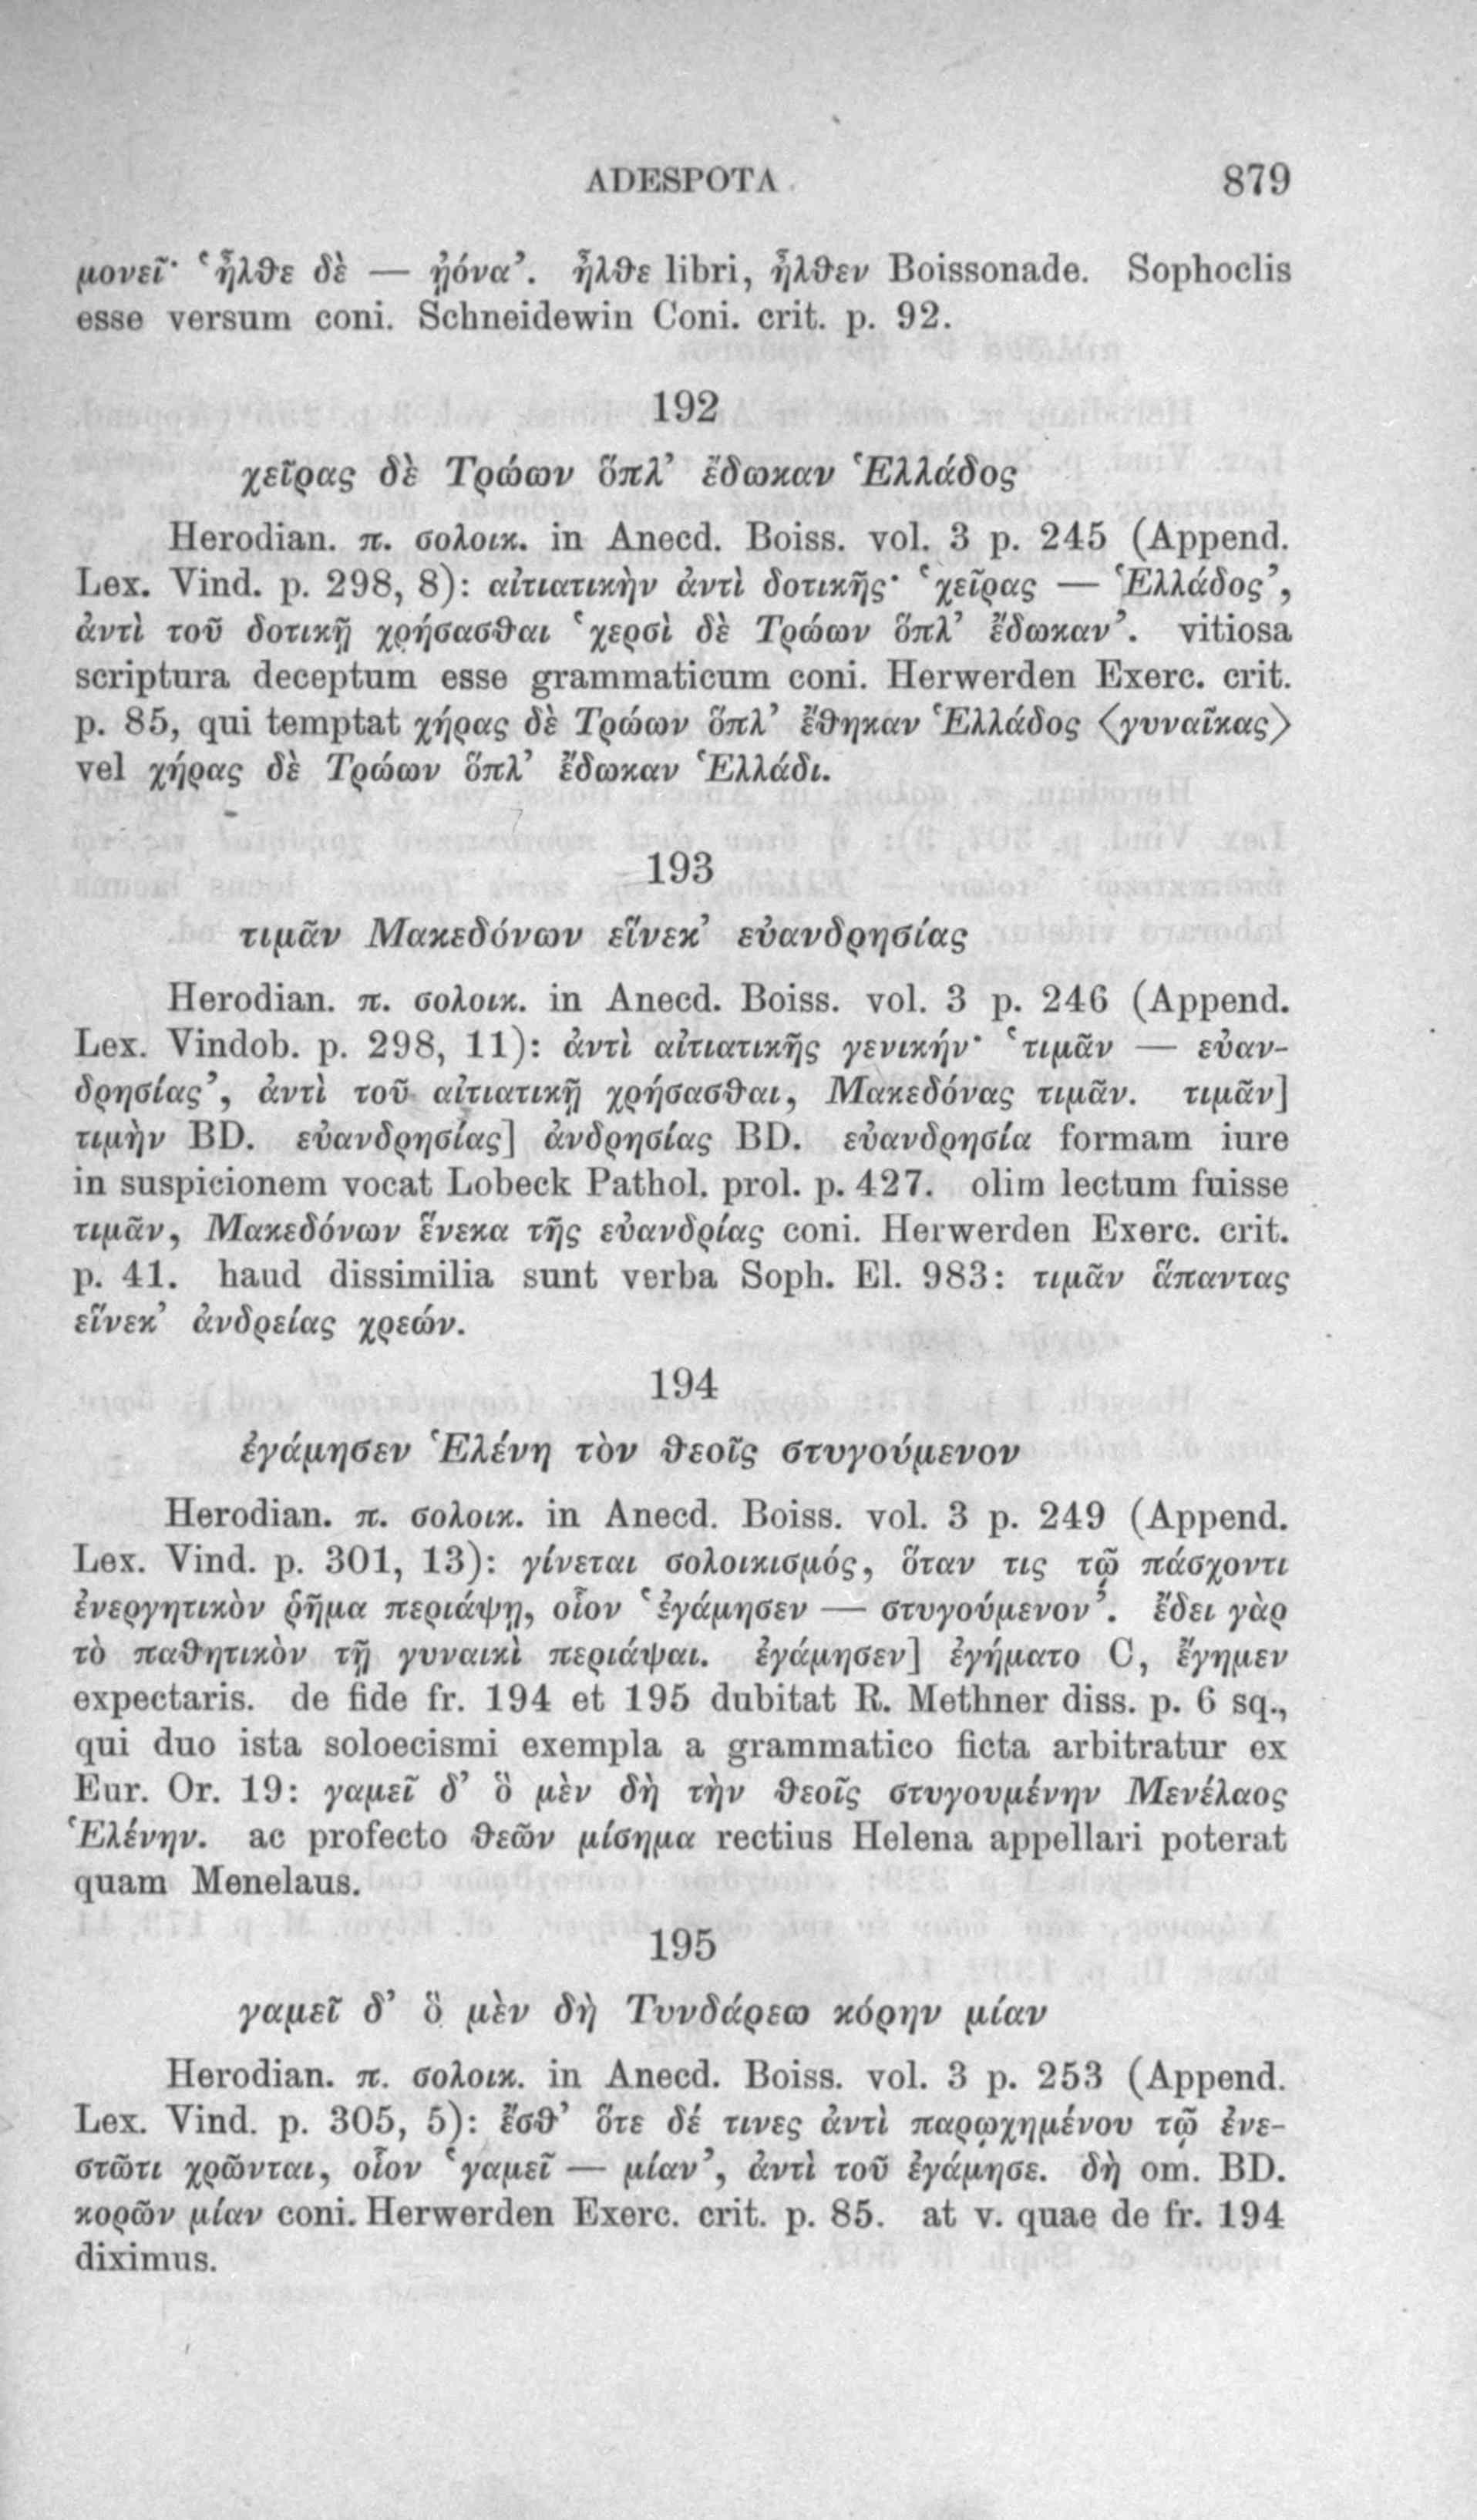 ADESPOTA 879
μονεῖ· ‘ἦλθε δὲ — ᾐόνα’. ἦλθε libri, ἦλθεν Boissonade. Sophoclis
esse versum coni. Schneidewin Coni. crit. p. 92.
192
χεῖρας δὲ Τρώων ὅπλ’ ἔδωκαν Ἑλλάδος
Herodian. π. σολοικ. in Anecd. Boiss. vol. 3 p. 245 (Append.
Lex. Vind. p. 298, 8): αἰτιατικὴν ἀντὶ δοτικῆς· ‘χεῖρας — Ἑλλάδος’,
ἀντὶ τοῦ δοτικῇ χρήσασθαι ‘χερσὶ δὲ Τρώων ὅπλ’ ἔδωκαν’. vitiosa
scriptura deceptum esse grammaticum coni. Herwerden Exerc. crit.
p. 85, qui temptat χήρας δὲ Τρώων ὅπλ’ ἔθηκαν Ἑλλάδος ⟨γυναῖκας⟩
vel χήρας δὲ Τρώων ὅπλ’ ἔδωκαν Ἑλλάδι.
193
τιμᾶν Μακεδόνων εἵνεκ’ εὐανδρησίας
Herodian. π. σολοικ. in Anecd. Boiss. vol. 3 p. 246 (Append.
Lex. Vindob. p. 298, 11): ἀντὶ αἰτιατικῆς γενικήν· ‘τιμᾶν — εὐαν-
δρησίας’, ἀντὶ τοῦ αἰτιατικῇ χρήσασθαι, Μακεδόνας τιμᾶν. τιμᾶν]
τιμὴν BD. εὐανδρησίας] ἀνδρησίας BD. εὐανδρησία formam iure
in suspicionem vocat Lobeck Pathol. prol. p. 427. olim lectum fuisse
τιμᾶν, Μακεδόνων ἕνεκα τῆς εὐανδρίας coni. Herwerden Exerc. crit.
p. 41. haud dissimilia sunt verba Soph. El. 983: τιμᾶν ἅπαντας
εἵνεκ’ ἀνδρείας χρεών.
194
ἐγάμησεν Ἑλένη τὸν θεοῖς στυγούμενον
Herodian. π. σολοικ. in Anecd. Boiss. vol. 3 p. 249 (Append.
Lex. Vind. p. 301, 13): γίνεται σολοικισμός, ὅταν τις τῷ πάσχοντι
ἐνεργητικὸν ῥῆμα περιάψῃ, οἷον ‘ἐγάμησεν — στυγούμενον’. ἔδει γὰρ
τὸ παθητικὸν τῇ γυναικὶ περιάψαι. ἐγάμησεν] ἐγήματο C, ἔγημεν
expectaris. de fide fr. 194 et 195 dubitat R. Methner diss. p. 6 sq.,
qui duo ista soloecismi exempla a grammatico ficta arbitratur ex
Eur. Or. 19: γαμεῖ δ’ ὃ μὲν δὴ τὴν θεοῖς στυγουμένην Μενέλαος
Ἑλένην. ac profecto θεῶν μίσημα rectius Helena appellari poterat
quam Menelaus.
195
γαμεῖ δ’ ὃ μὲν δὴ Τυνδάρεω κόρην μίαν
Herodian. π. σολοικ. in Anecd. Boiss. vol. 3 p. 253 (Append.
Lex. Vind. p. 305, 5): ἔσθ’ ὅτε δέ τινες ἀντὶ παρῳχημένου τῷ ἐνε-
στῶτι χρῶνται, οἷον ‘γαμεῖ — μίαν’, ἀντὶ τοῦ ἐγάμησε. δὴ om. BD.
κορῶν μίαν coni. Herwerden Exerc. crit. p. 85. at v. quae de fr. 194
diximus.